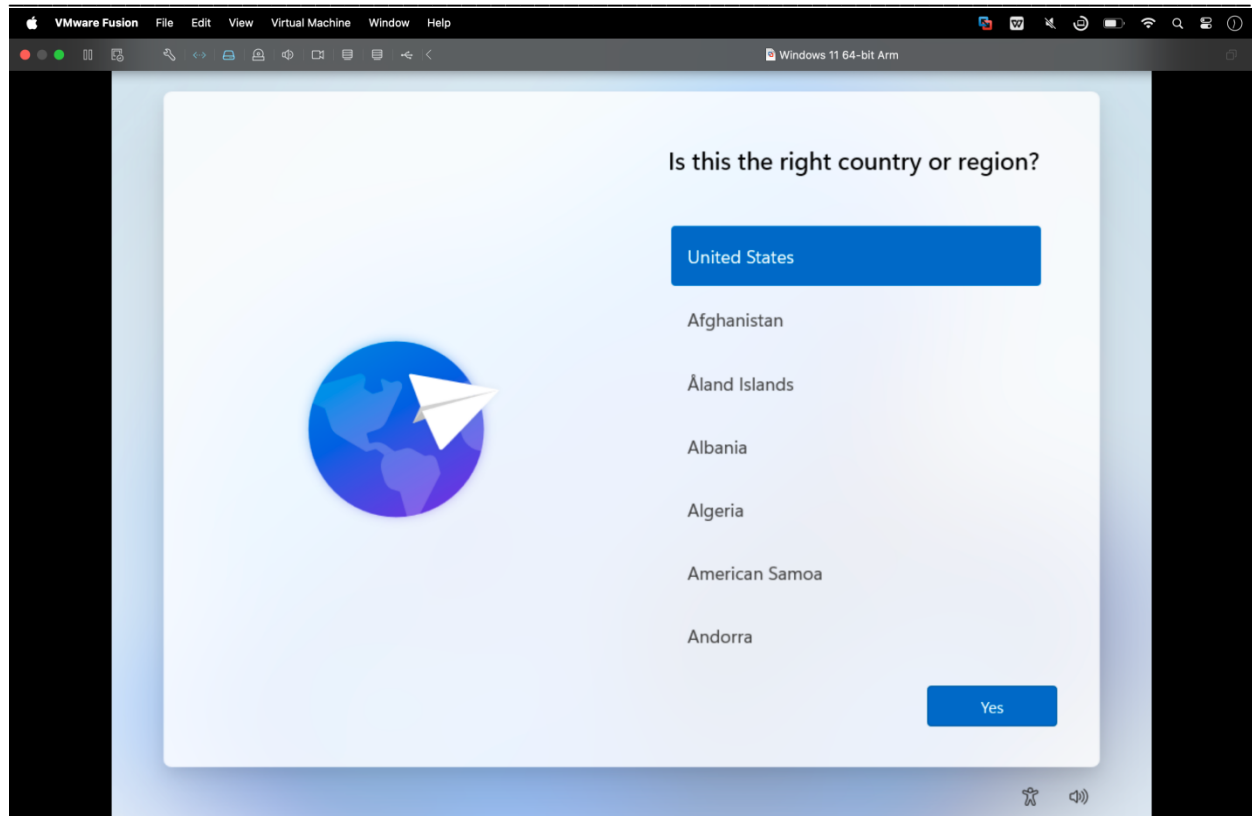 VMware Fusion File Edit View Virtual Machine Window Help
Windows 11 64-bit Arm
Is this the right country or region?
United States
Afghanistan
Åland Islands
Albania
Algeria
American Samoa
Andorra
Yes